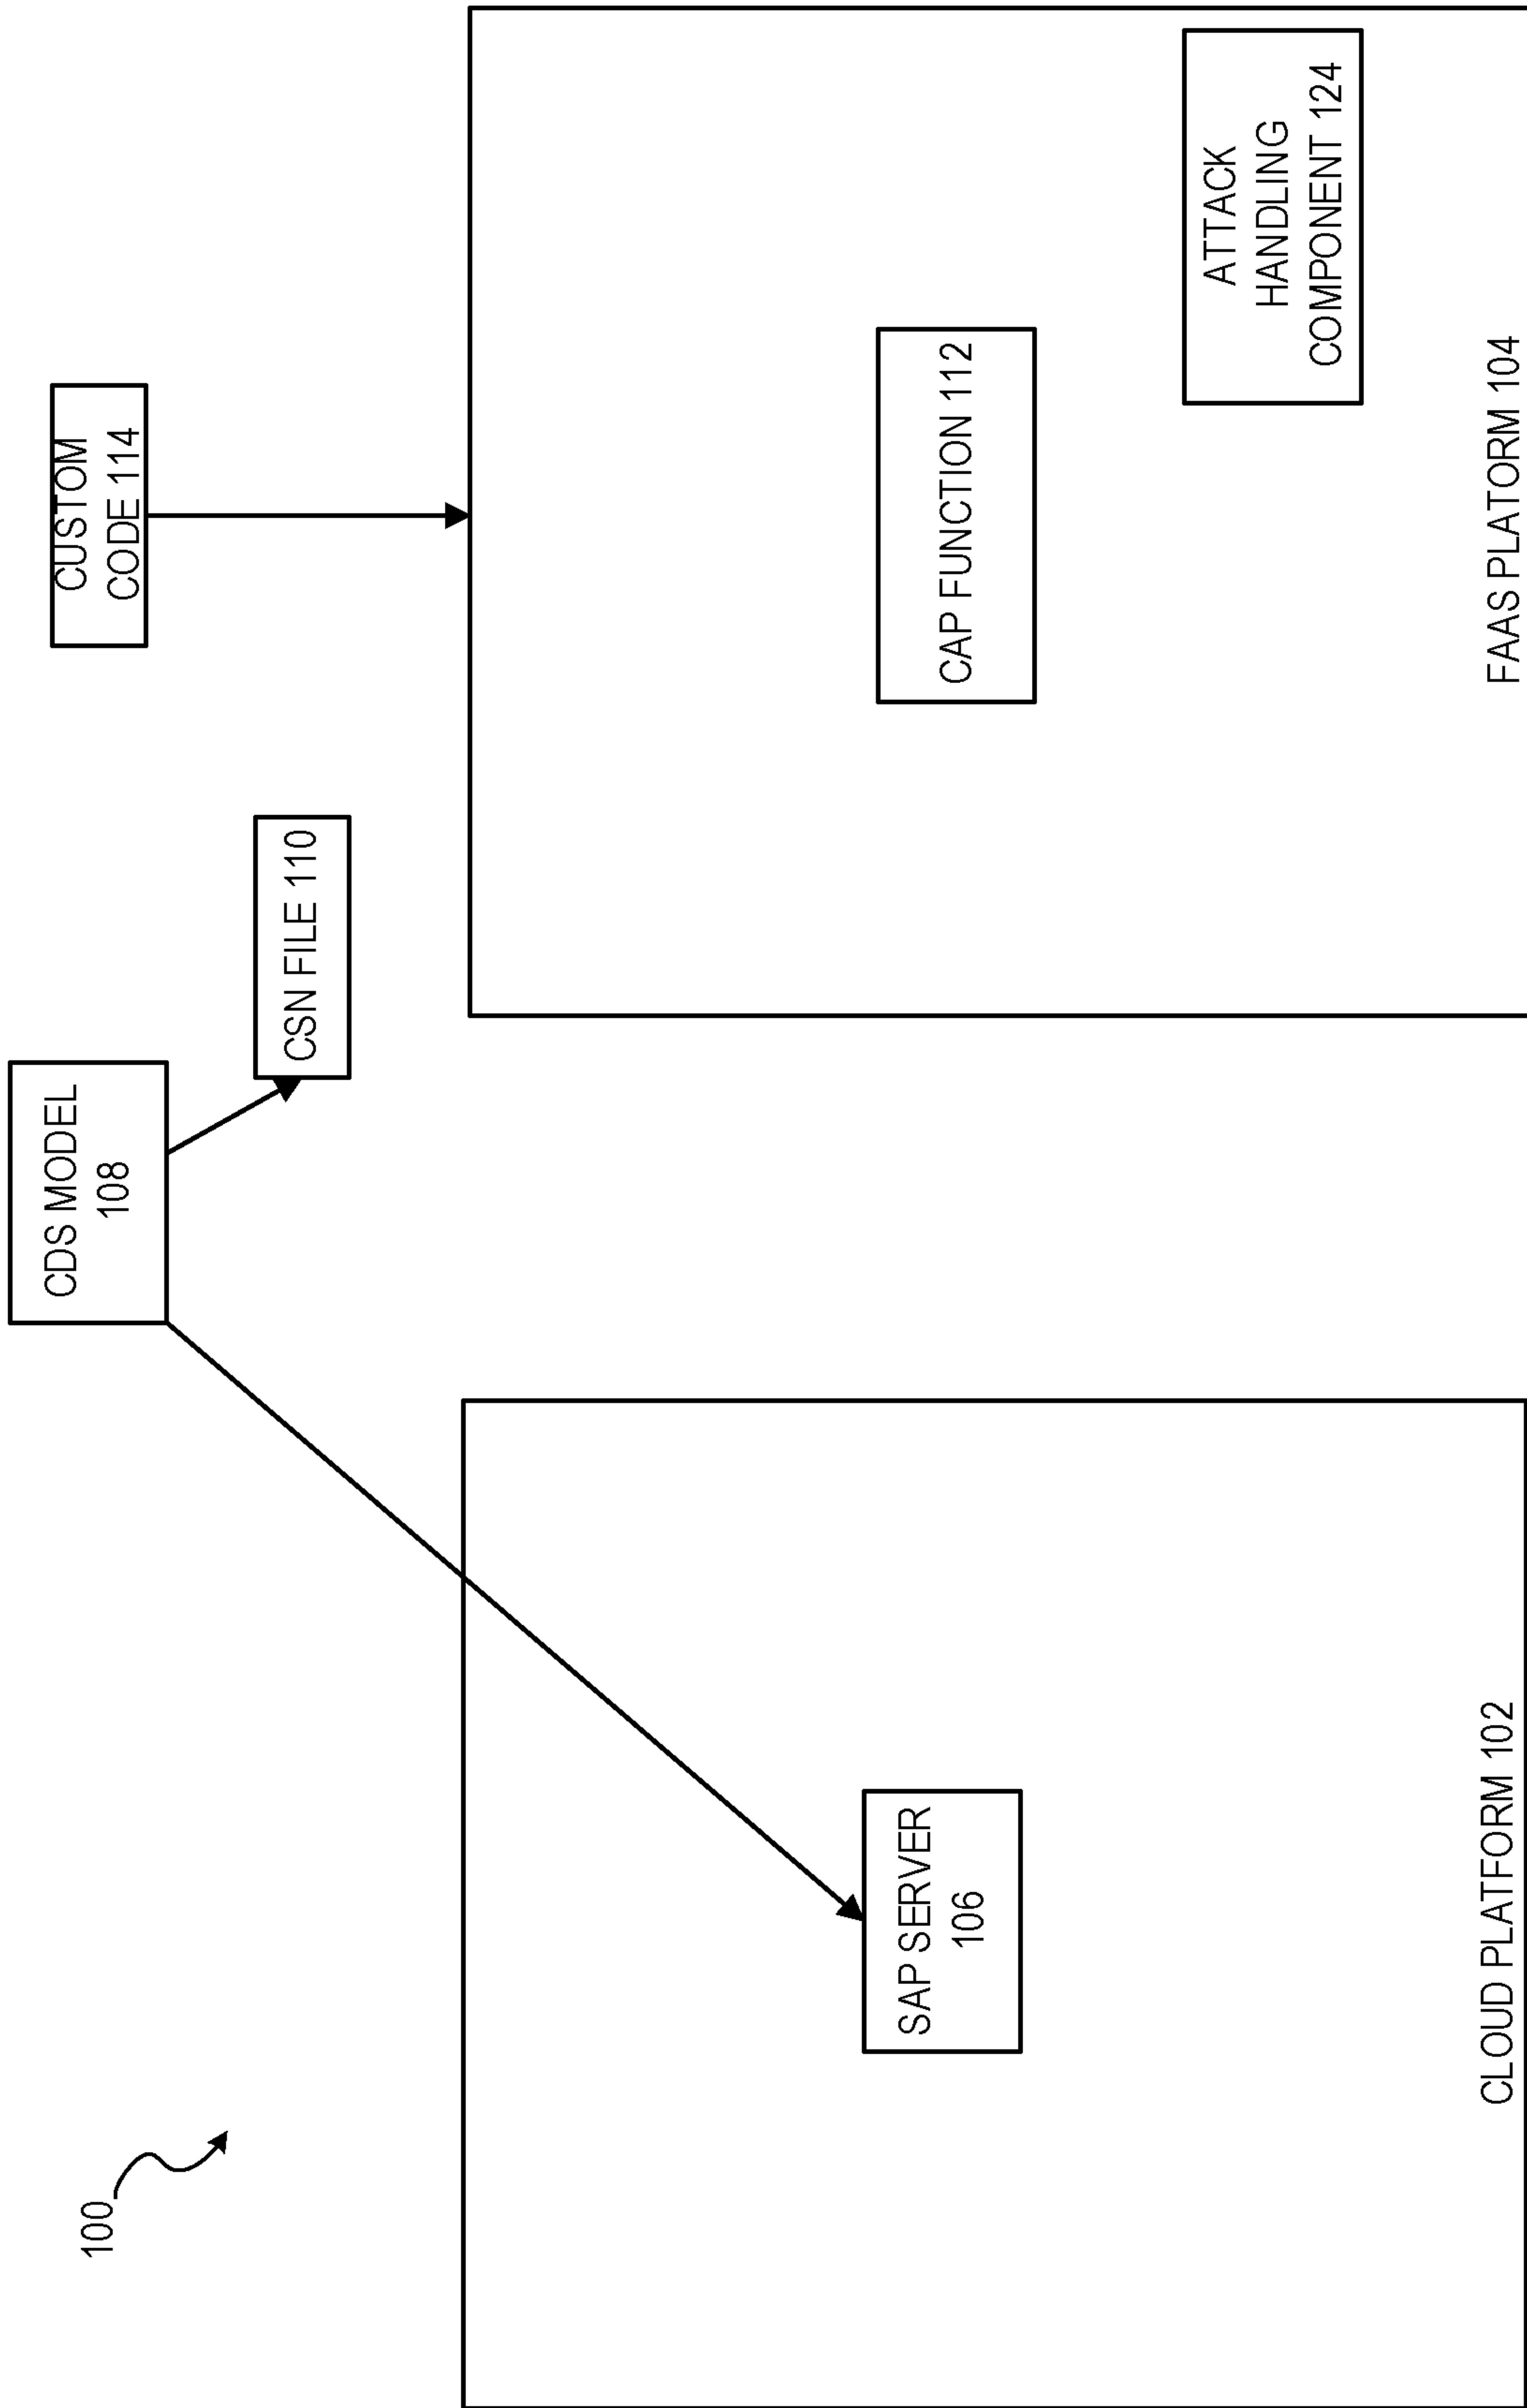 100
CDS MODEL
108
CSN FILE 110
CUSTOM
CODE 114
SAP SERVER
106
CLOUD PLATFORM 102
CAP FUNCTION 112
ATTACK
HANDLING
COMPONENT 124
FAAS PLATORM 104